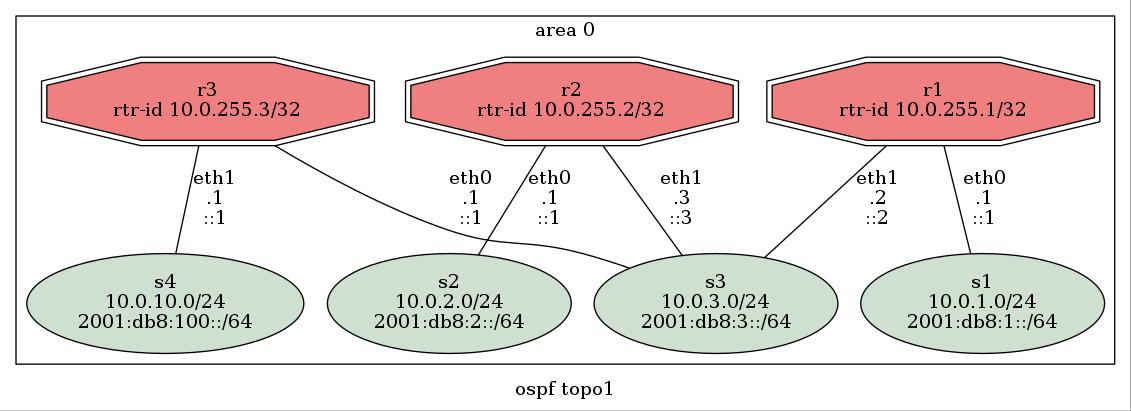 area 0
r3
rtr-id 10.0.255.3/32
r2
rtr-id 10.0.255.2/32
r1
rtr-id 10.0.255.1/32
eth1
.1
::1
eth0
.1
::1
eth0
.1
::1
eth1
.3
::3
eth1
.2
::2
eth0
.1
::1
s4
10.0.10.0/24
2001:db8:100::/64
s2
10.0.2.0/24
2001:db8:2::/64
s3
10.0.3.0/24
2001:db8:3::/64
s1
10.0.1.0/24
2001:db8:1::/64
ospf topo1